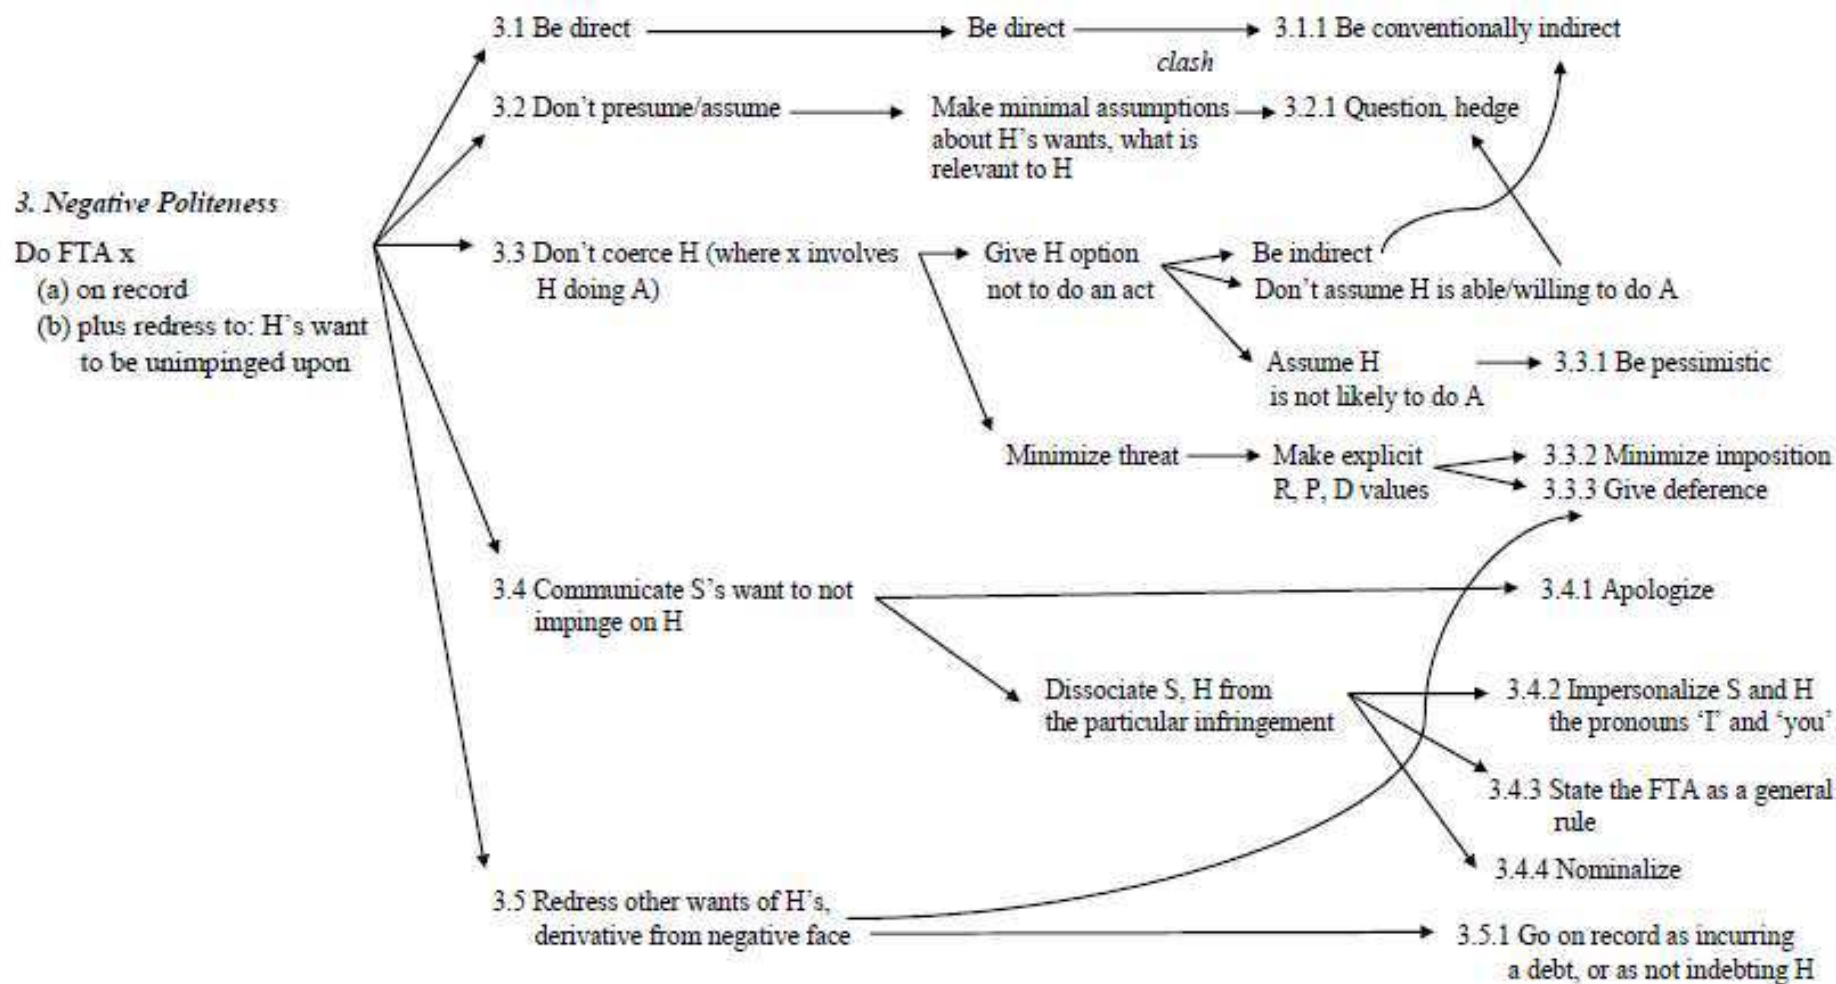 3.1 Be direct
Be direct
3.1.1 Be conventionally indirect
clash
3.2 Don't presume/assume
Make minimal assumptions
about H's wants, what is
relevant to H
3.2.1 Question, hedge
3. Negative Politeness
Do FTA x
(a) on record
(b) plus redress to: H's want
to be unimpinged upon
3.3 Don't coerce H (where x involves
H doing A)
Give H option
not to do an act
Be indirect
Don't assume H is able/willing to do A
Assume H
is not likely to do A
3.3.1 Be pessimistic
Minimize threat
Make explicit
R, P, D values
3.3.2 Minimize imposition
3.3.3 Give deference
3.4 Communicate S's want to not
impinge on H
3.4.1 Apologize
Dissociate S, H from
the particular infringement
3.4.2 Impersonalize S and H
the pronouns 'I' and 'you'
3.4.3 State the FTA as a general
rule
3.4.4 Nominalize
3.5 Redress other wants of H's,
derivative from negative face
3.5.1 Go on record as incurring
a debt, or as not indebting H